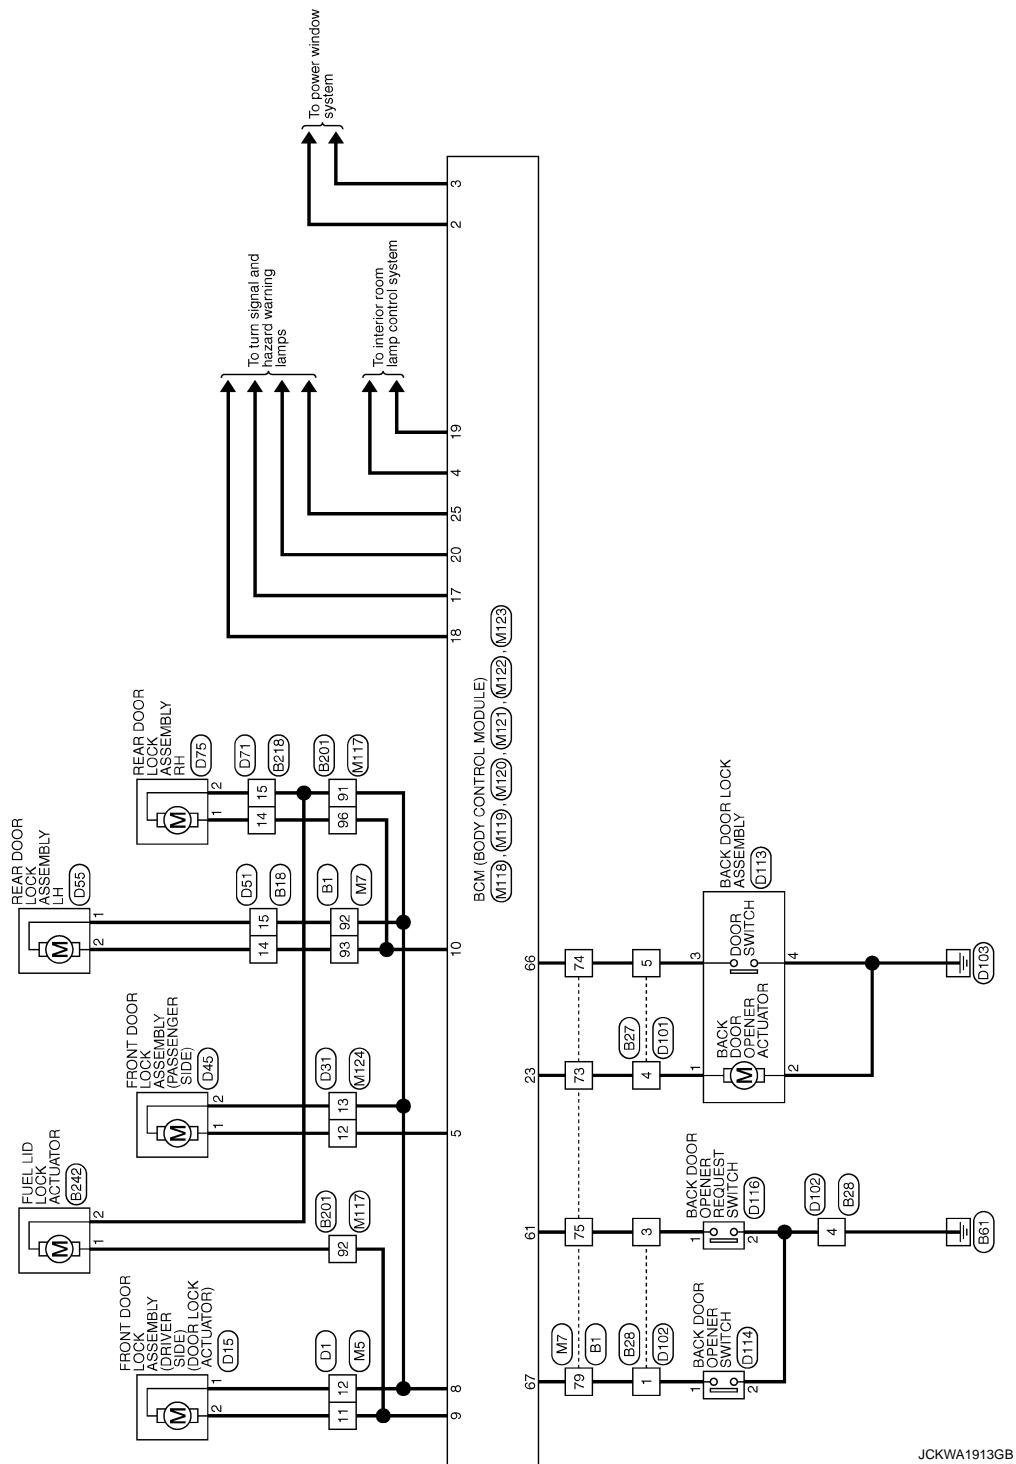 FRONT DOOR
LOCK
ASSEMBLY
(DRIVER
SIDE)
(DOOR LOCK
ACTUATOR)
D15
M
2
1
D1
M5
11
12
9
8
FUEL LID
LOCK
ACTUATOR
B242
M
1
2
B201
M117
92
FRONT DOOR
LOCK
ASSEMBLY
(PASSENGER
SIDE)
D45
M
1
2
D31
M124
12
13
5
REAR DOOR
LOCK
ASSEMBLY
LH
D55
M
2
1
D51
B18
14
15
B1
M7
93
92
10
REAR DOOR
LOCK
ASSEMBLY
RH
D75
M
1
2
D71
B218
14
15
B201
M117
96
91
To turn signal and
hazard warning
lamps
18
17
20
25
To interior room
lamp control system
4
19
To power window
system
2
3
BCM (BODY CONTROL MODULE)
M118 , M119 , M120 , M121 , M122 , M123
67
61
23
66
M7
B1
79
75
73
74
B28
D102
1
3
B27
D101
4
5
BACK DOOR
OPENER
SWITCH
D114
1
2
BACK DOOR
OPENER
REQUEST
SWITCH
D116
1
2
D102
B28
4
B61
BACK DOOR LOCK
ASSEMBLY
D113
BACK
DOOR
OPENER
ACTUATOR
M
1
2
DOOR
SWITCH
3
4
D103
JCKWA1913GB